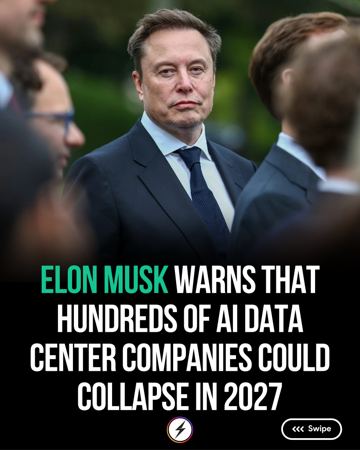 ELON MUSK WARNS THAT
HUNDREDS OF AI DATA
CENTER COMPANIES COULD
COLLAPSE IN 2027
<<< Swipe